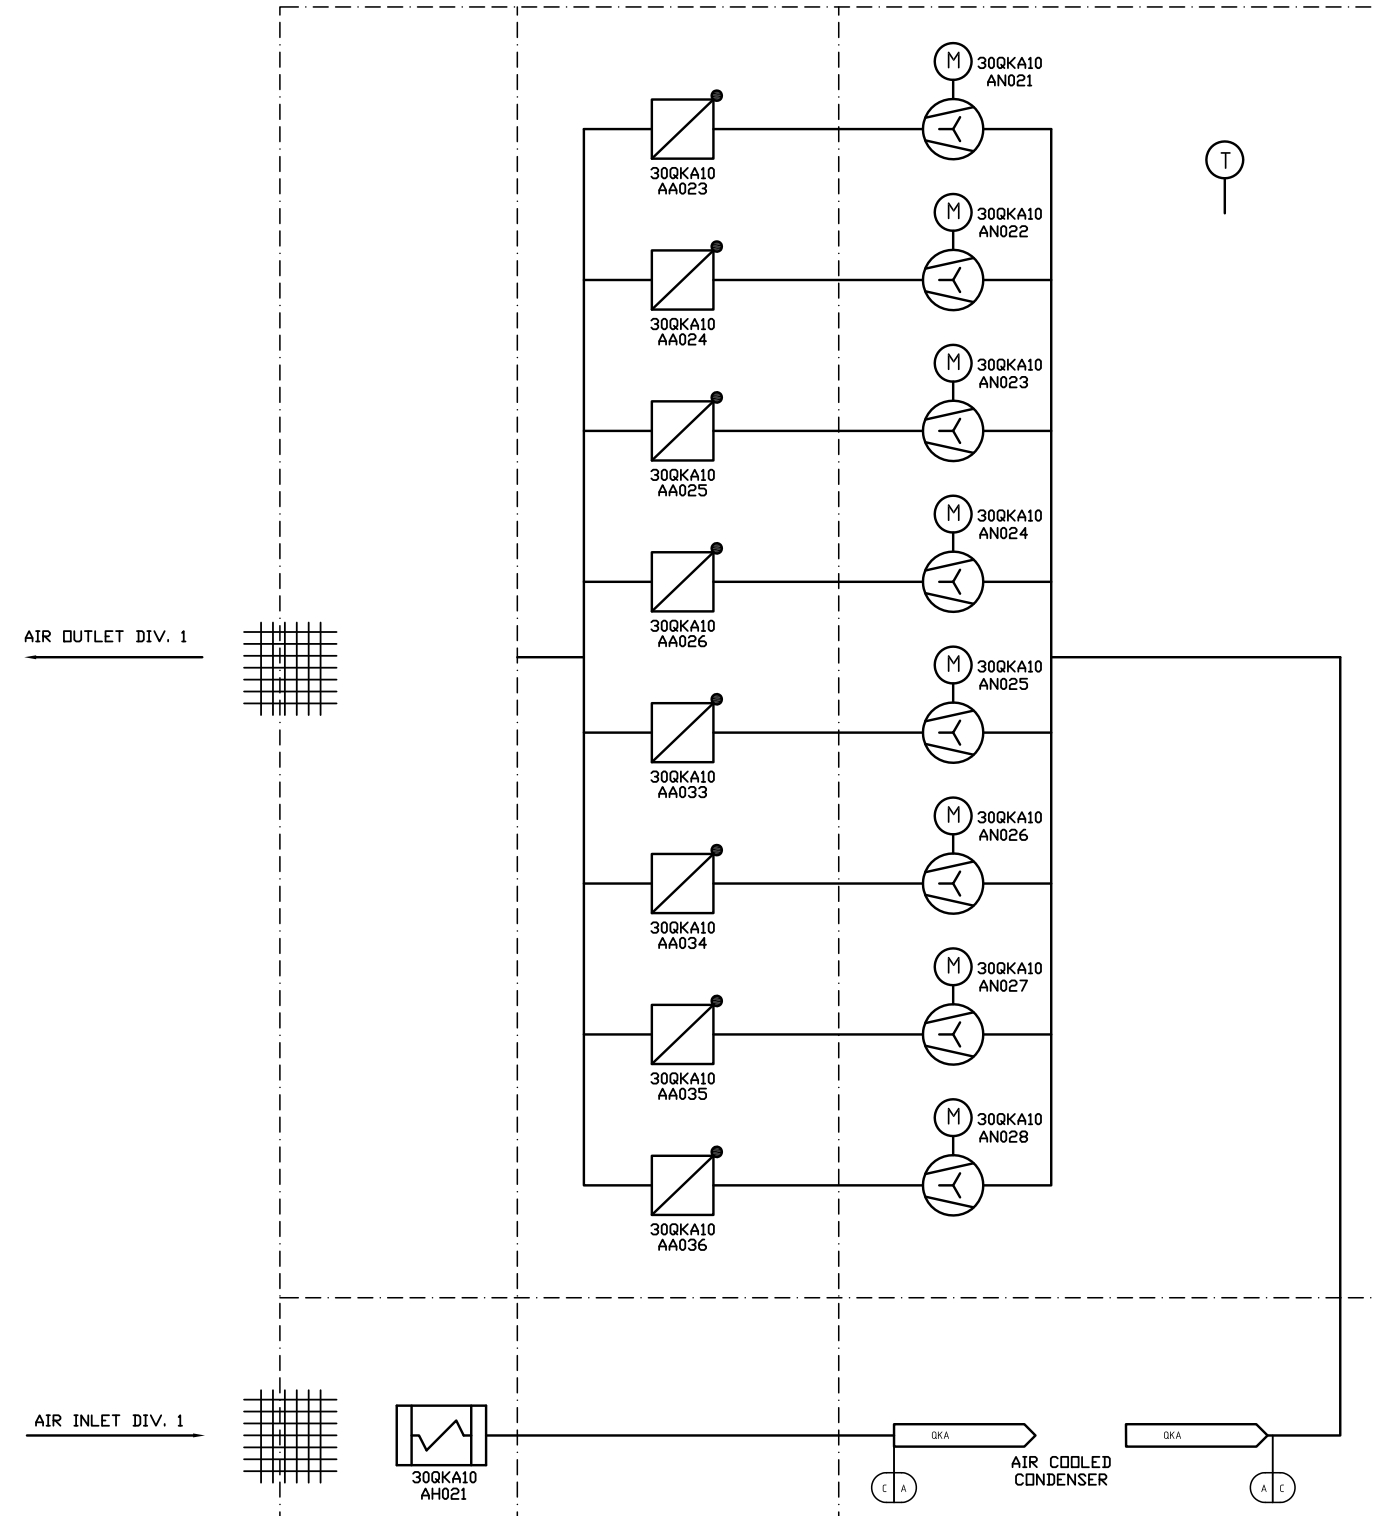 M
30QKA10
AN021
30QKA10
AA023
T
M
30QKA10
AN022
30QKA10
AA024
M
30QKA10
AN023
30QKA10
AA025
M
30QKA10
AN024
30QKA10
AA026
AIR OUTLET DIV. 1
M
30QKA10
AN025
30QKA10
AA033
M
30QKA10
AN026
30QKA10
AA034
M
30QKA10
AN027
30QKA10
AA035
M
30QKA10
AN028
30QKA10
AA036
AIR INLET DIV. 1
30QKA10
AH021
QKA
QKA
AIR COOLED
CONDENSER
C A
A C